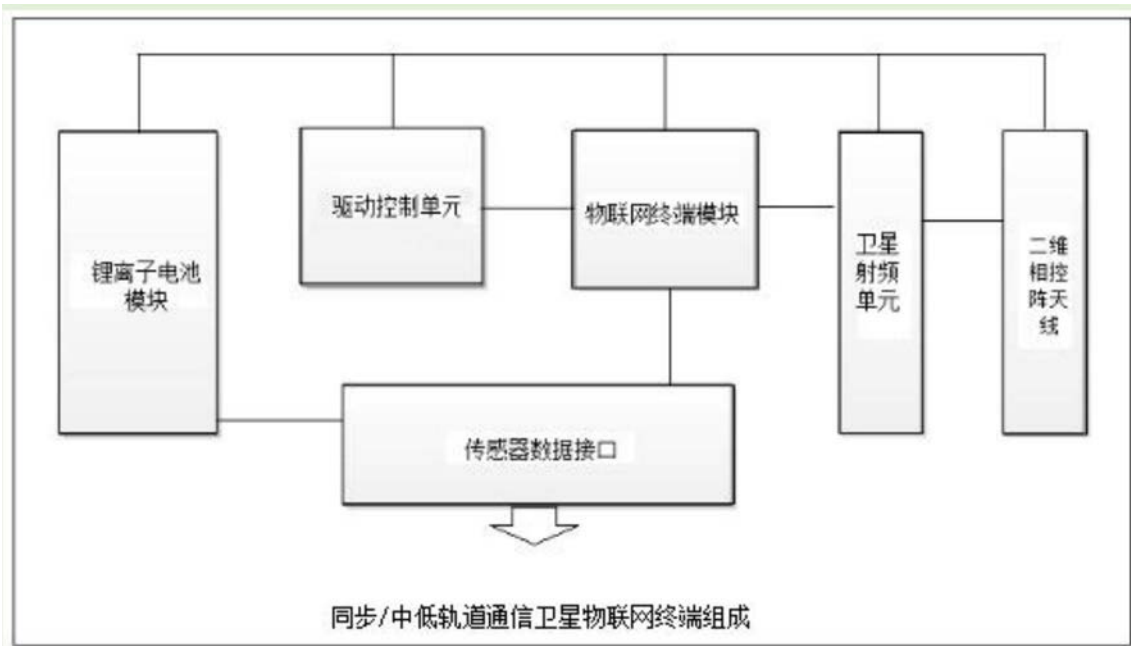 驱动控制单元
物联网终端模块
锂离子电池
模块
卫星
射频
单元
二维
相控
阵天
线
传感器数据接口
同步/中低轨道通信卫星物联网终端组成